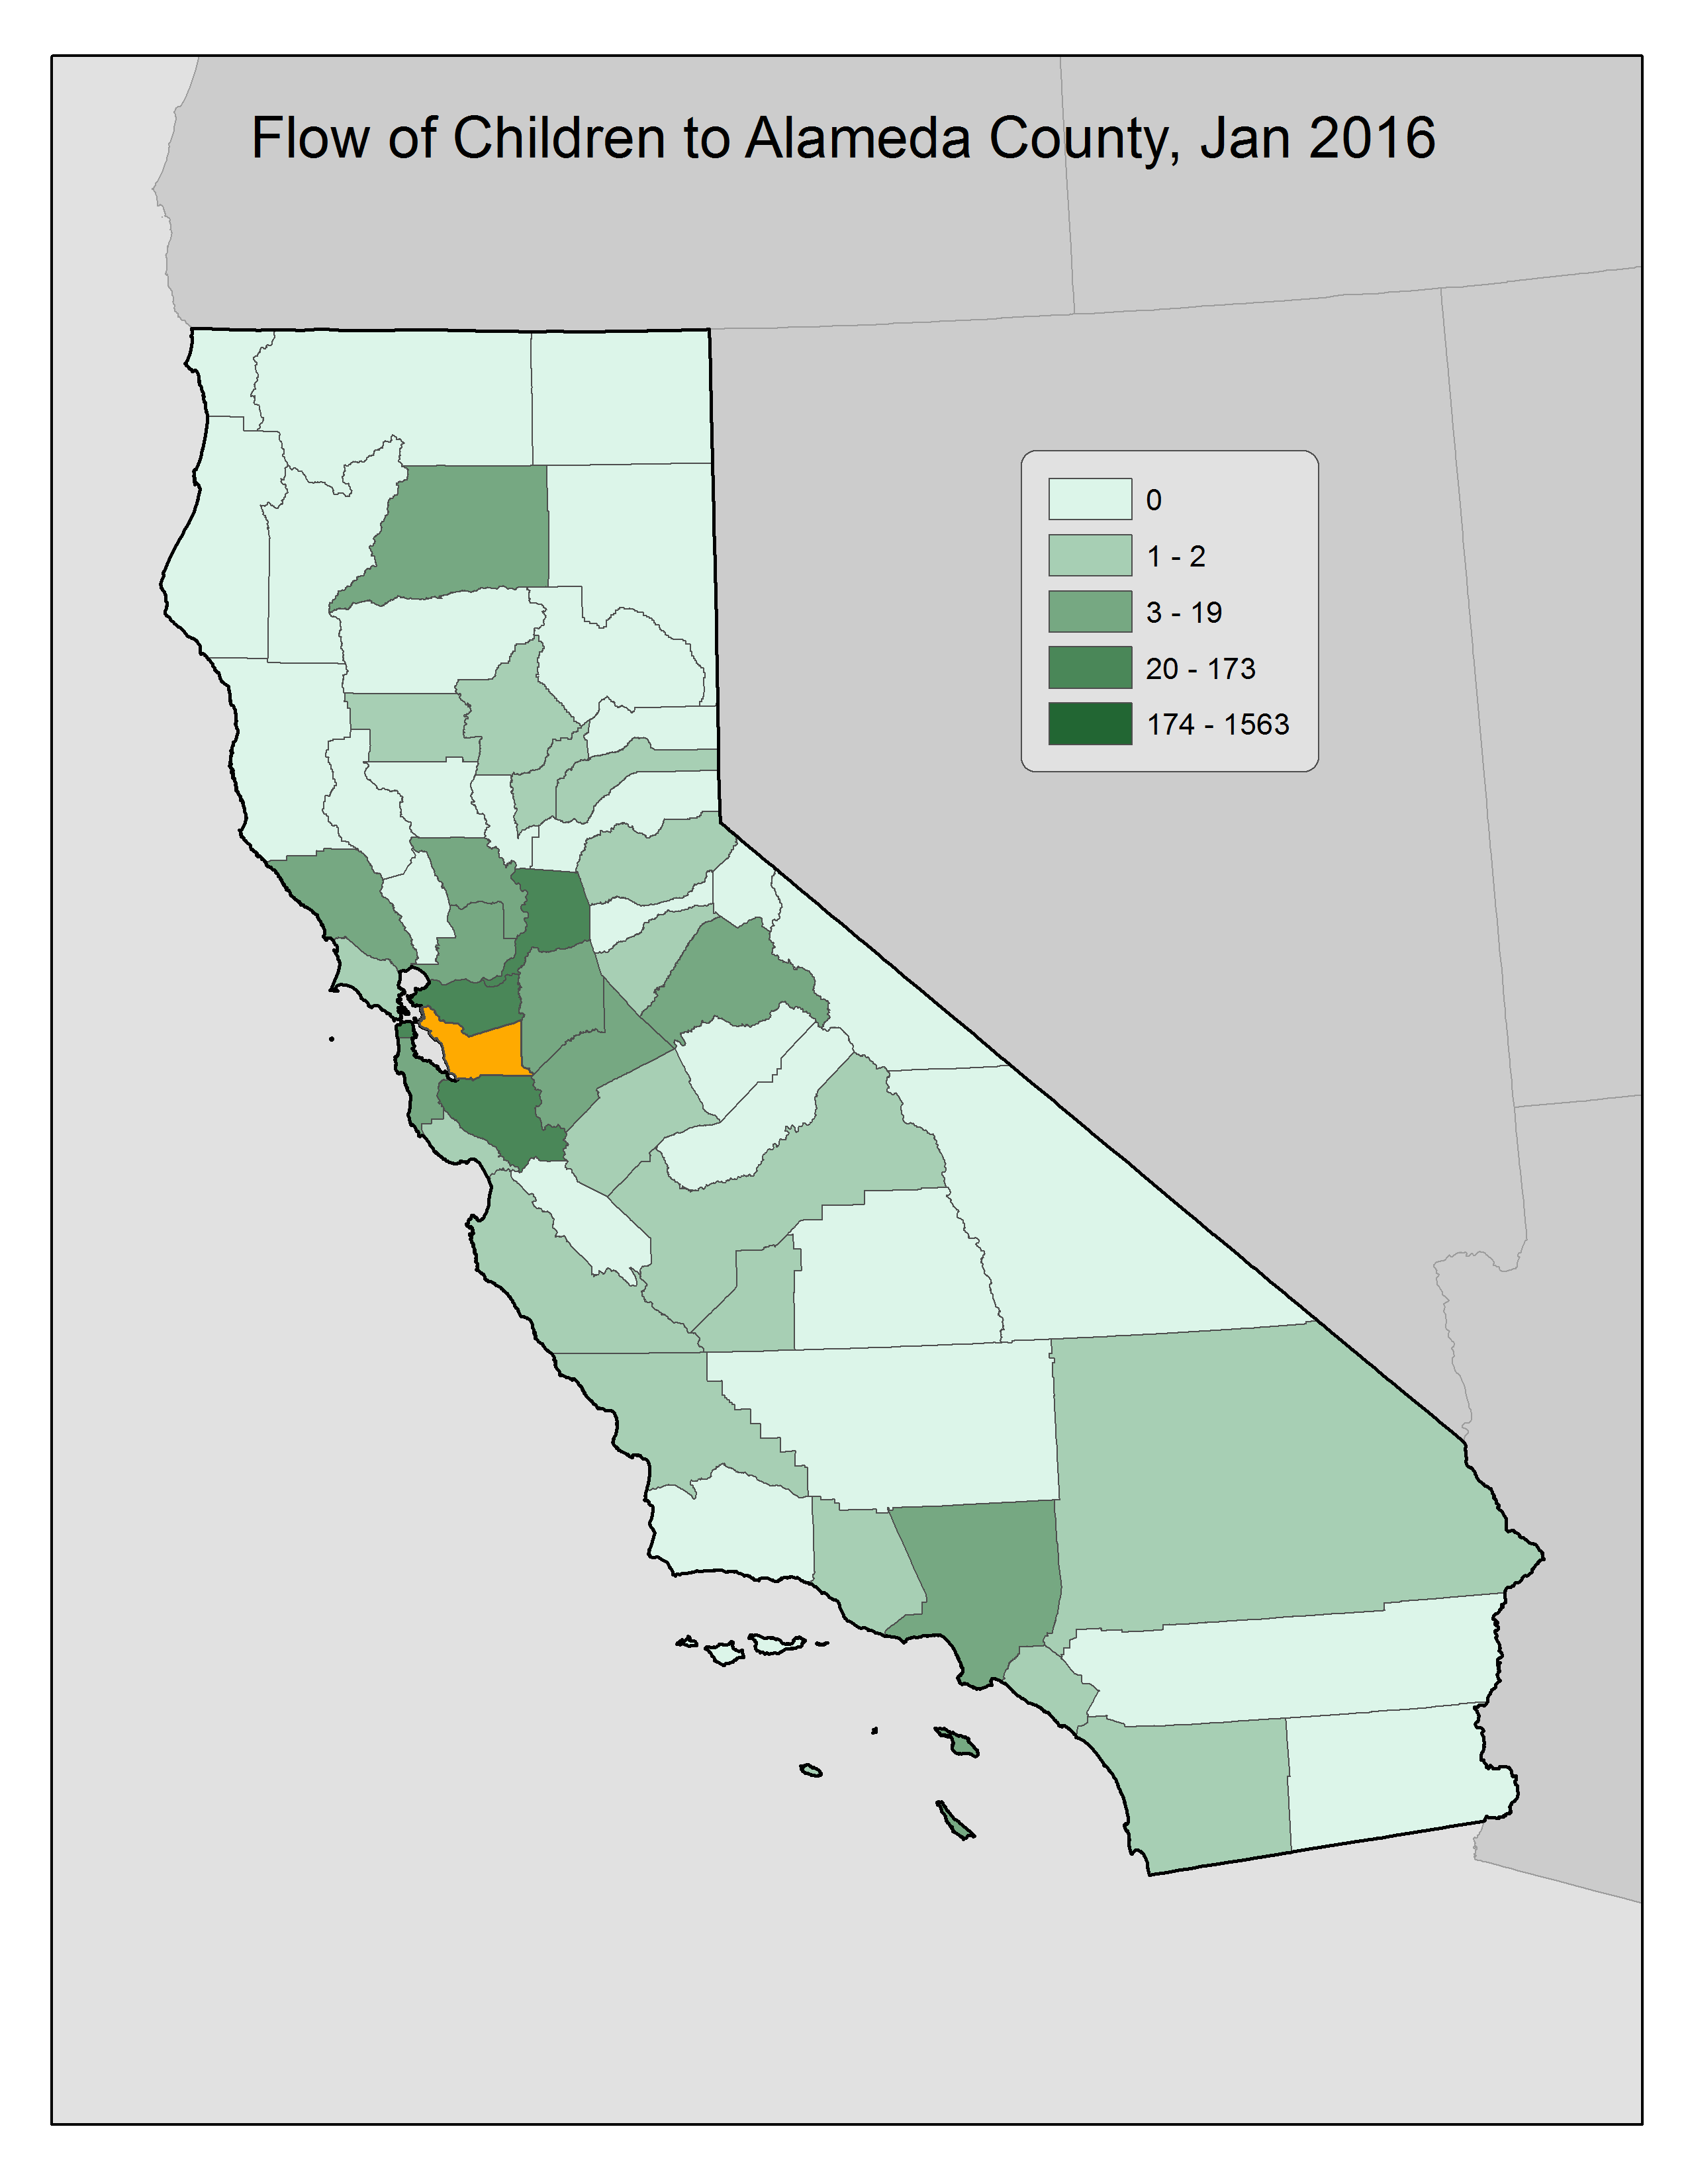 Flow of Children to Alameda County, Jan 2016
0
1 - 2
3 - 19
20 - 173
174 - 1563